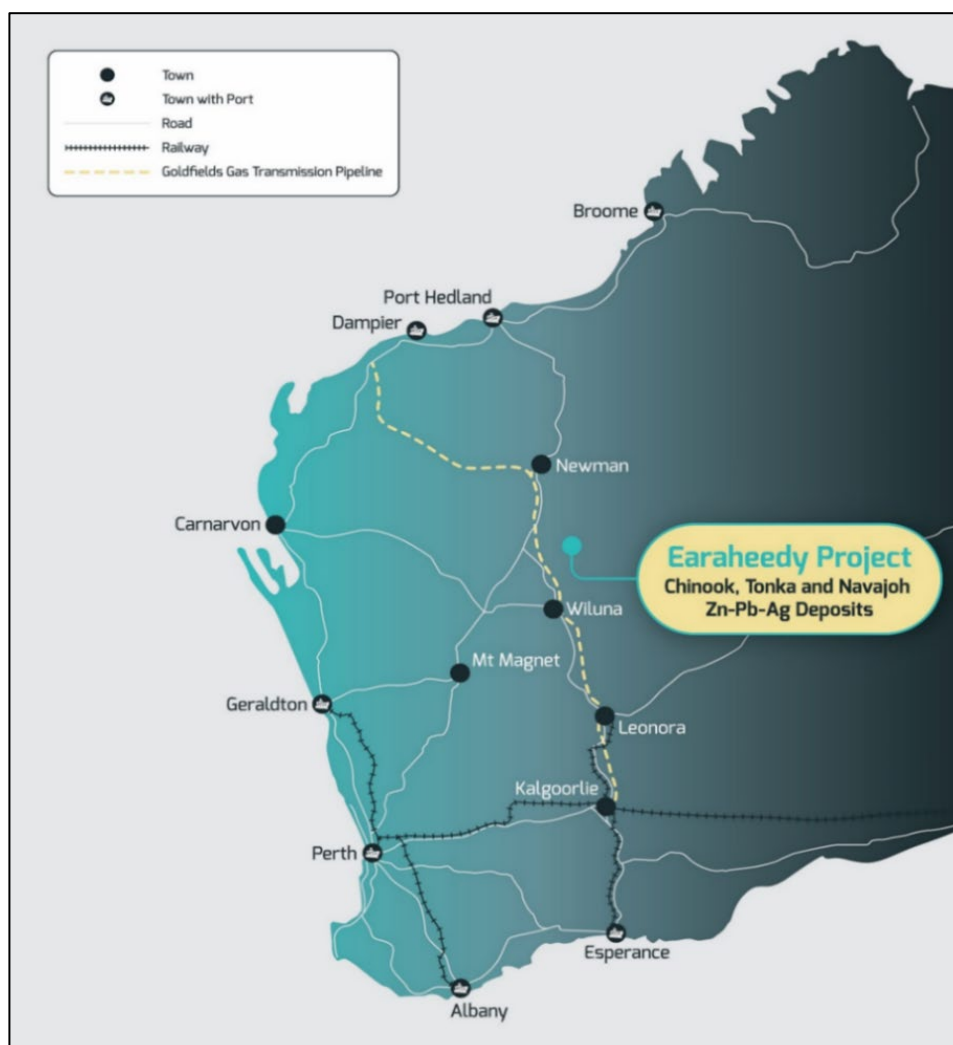 Town
Town with Port
Road
Railway
Goldfields Gas Transmission Pipeline
Broome
Port Hedland
Dampier
Newman
Carnarvon
Earaheedy Project
Chinook, Tonka and Navajoh
Zn-Pb-Ag Deposits
Wiluna
Mt Magnet
Geraldton
Leonora
Kalgoorlie
Perth
Esperance
Albany